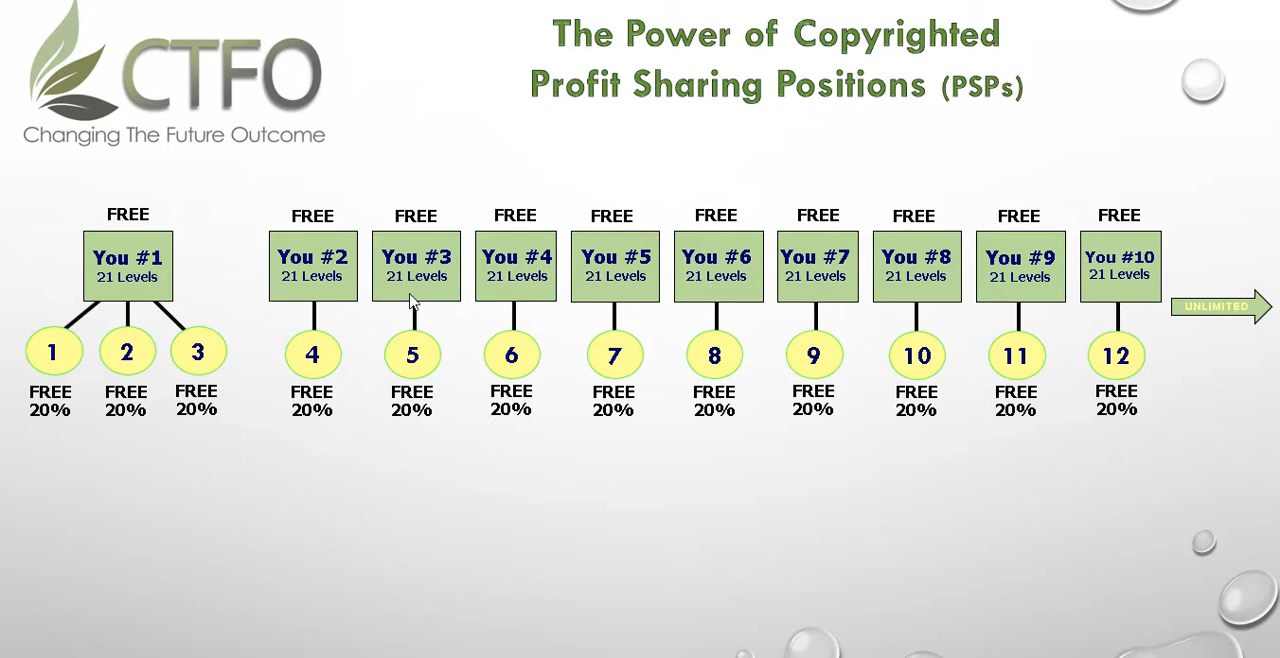 CTFO
Changing The Future Outcome
The Power of Copyrighted
Profit Sharing Positions (PSPs)
FREE FREE FREE FREE FREE FREE FREE FREE FREE FREE
You #1 You #2 You #3 You #4 You #5 You #6 You #7 You #8 You #9 You #10
21 Levels 21 Levels 21 Levels 21 Levels 21 Levels 21 Levels 21 Levels 21 Levels 21 Levels 21 Levels
UNLIMITED
1 2 3 4 5 6 7 8 9 10 11 12
FREE FREE FREE FREE FREE FREE FREE FREE FREE FREE FREE FREE
20% 20% 20% 20% 20% 20% 20% 20% 20% 20% 20% 20%